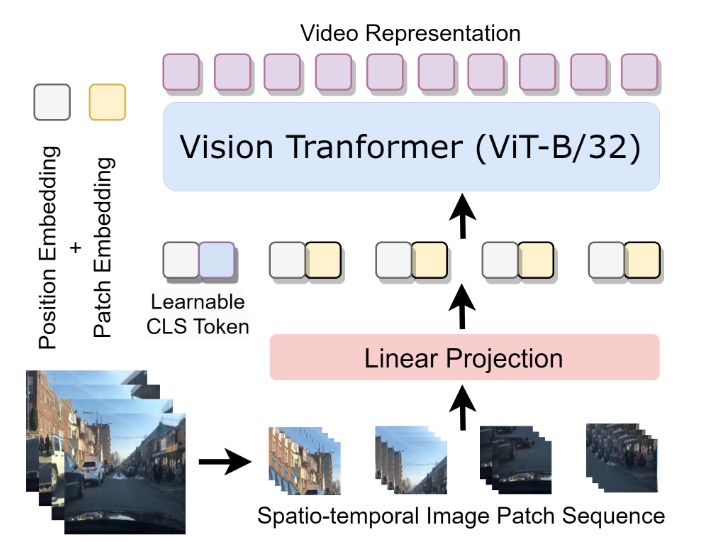 Video Representation
Vision Tranformer (ViT-B/32)
Position Embedding
+
Patch Embedding
Learnable
CLS Token
Linear Projection
Spatio-temporal Image Patch Sequence